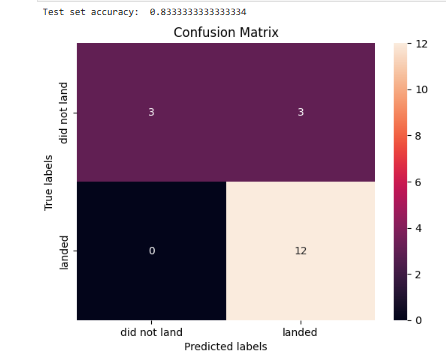 Test set accuracy:  0.8333333333333334
Confusion Matrix
did not land
landed
True labels
3
3
0
12
did not land
landed
Predicted labels
12
10
8
6
4
2
0